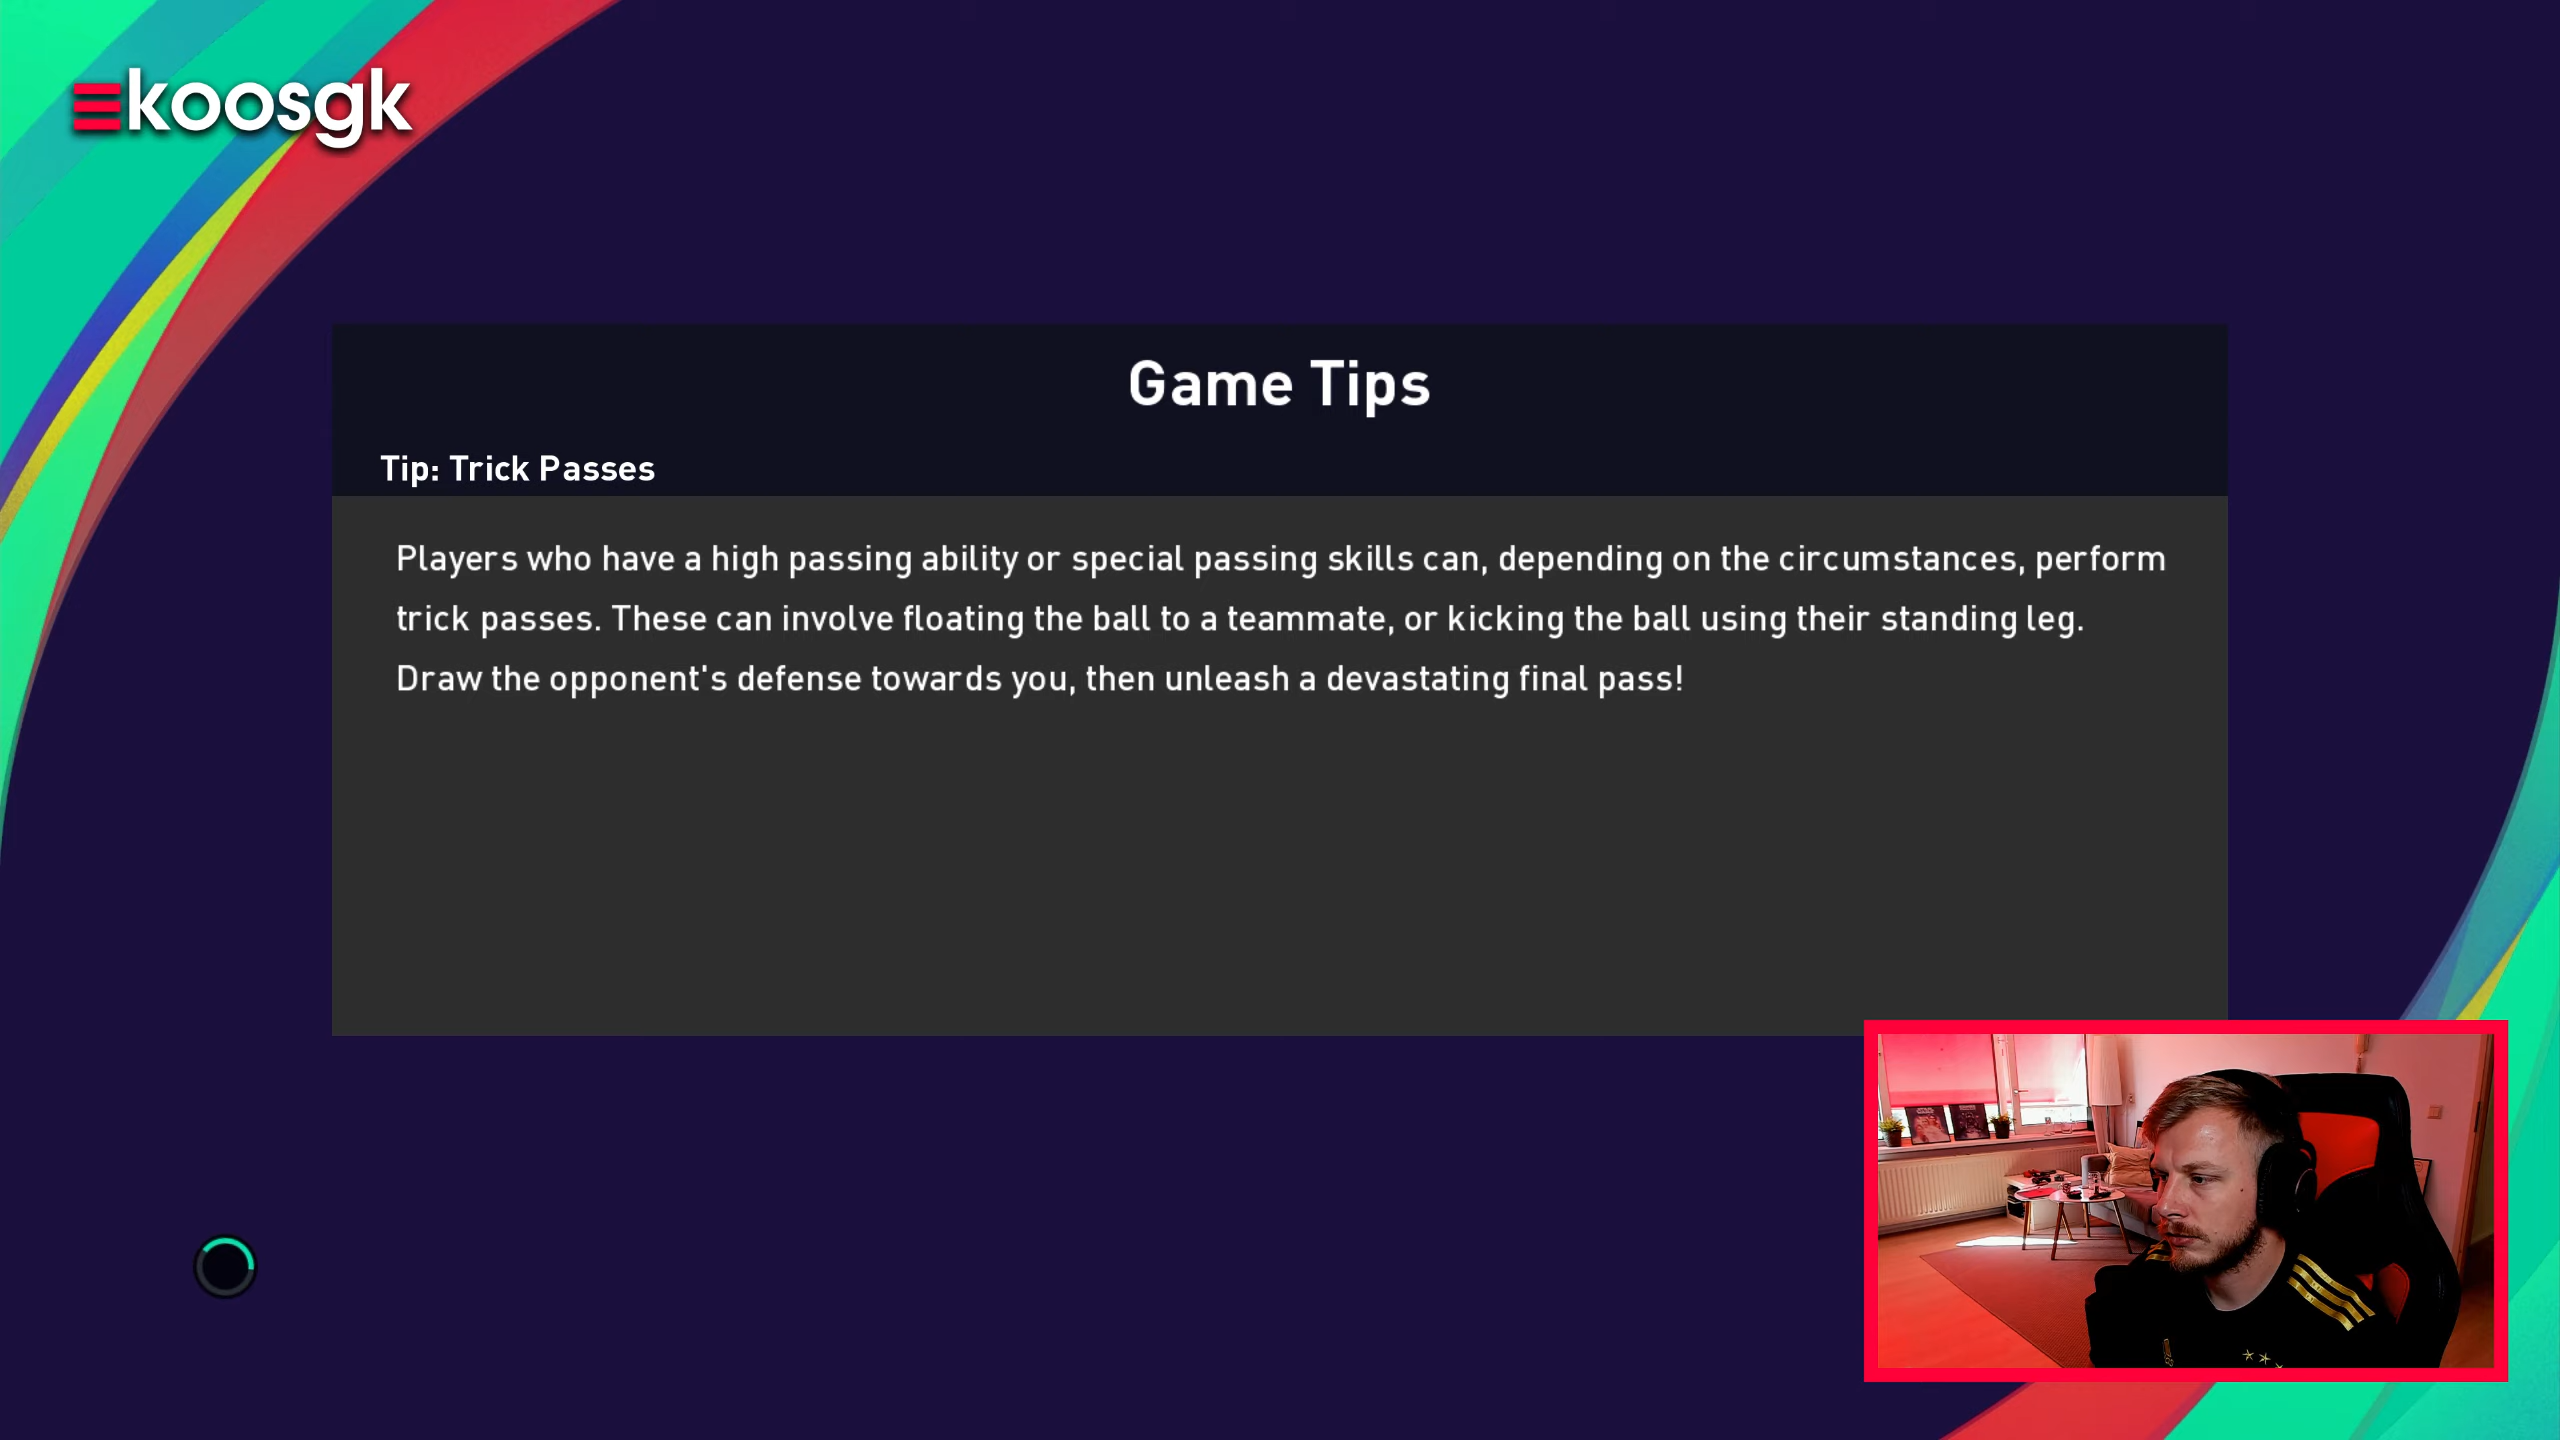 koosgk
Game Tips
Tip: Trick Passes
Players who have a high passing ability or special passing skills can, depending on the circumstances, perform
trick passes. These can involve floating the ball to a teammate, or kicking the ball using their standing leg.
Draw the opponent's defense towards you, then unleash a devastating final pass!